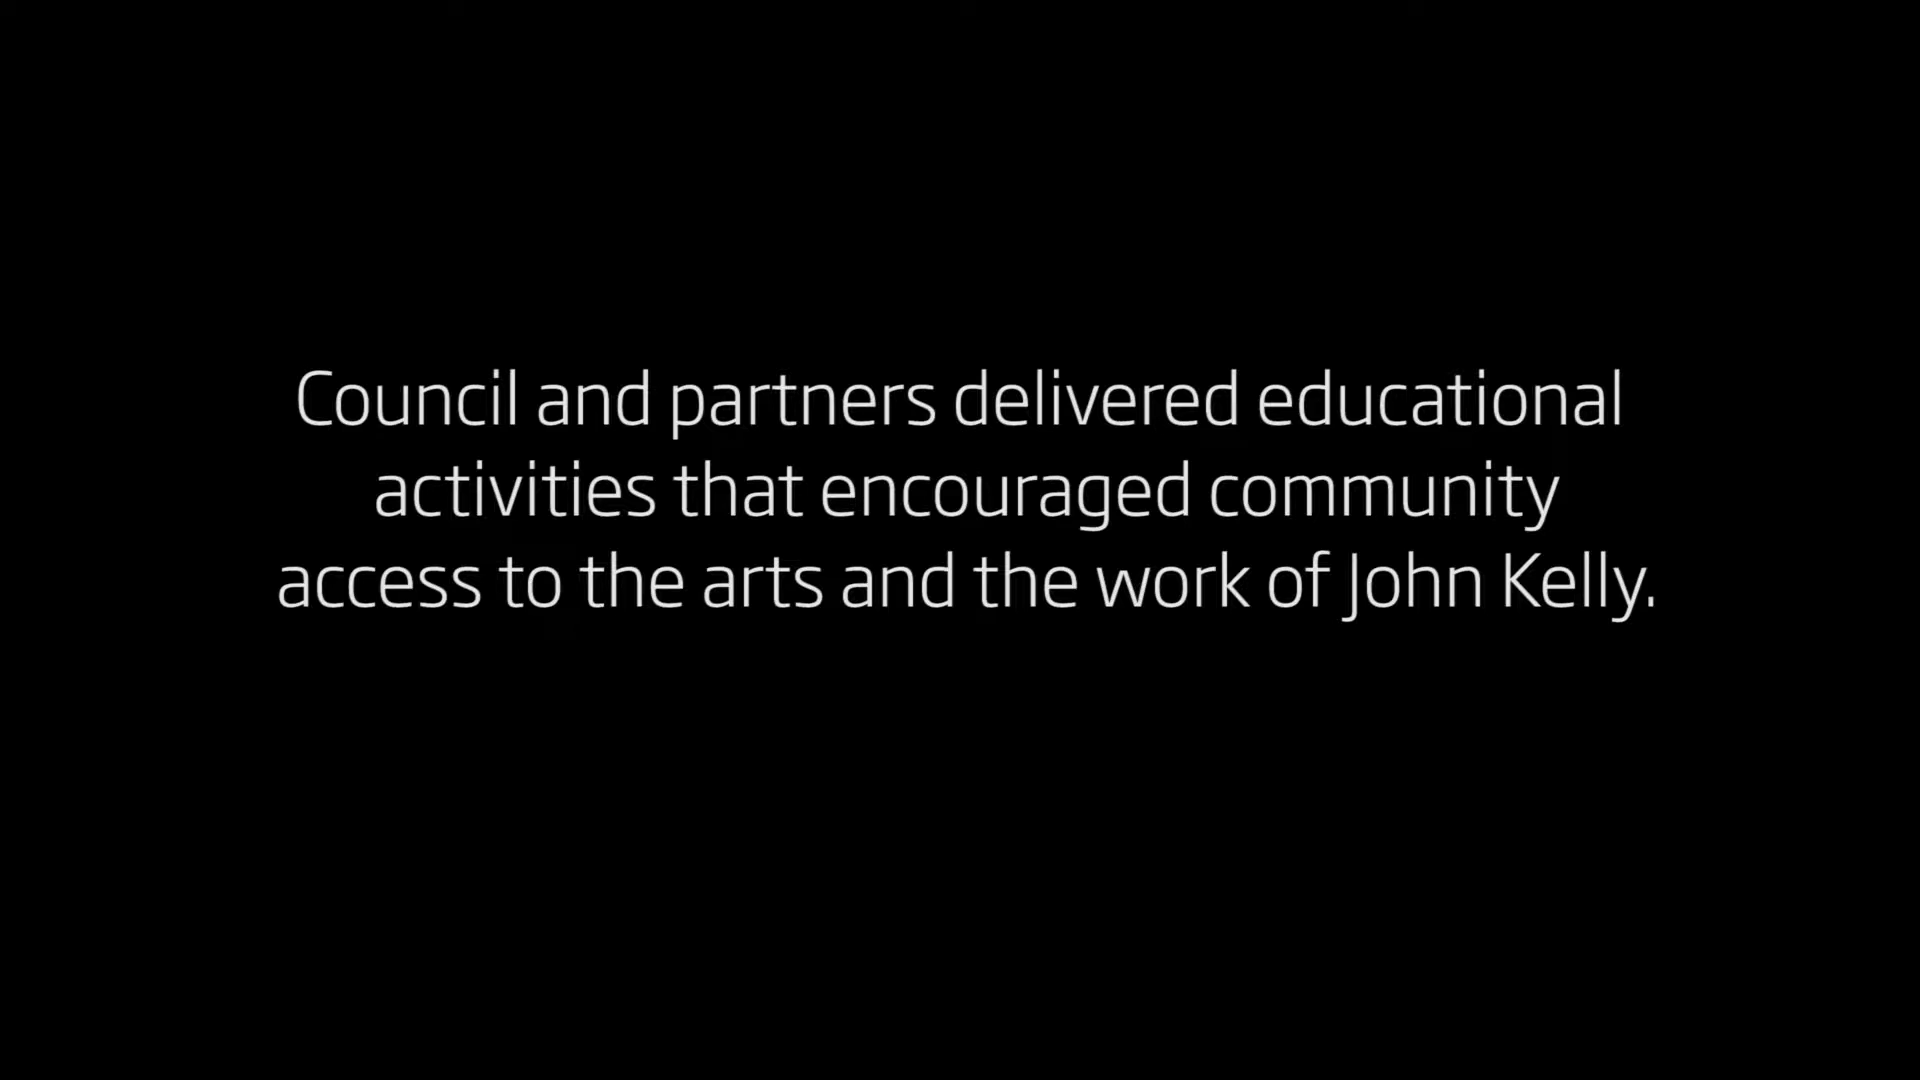 Council and partners delivered educational
activities that encouraged community
access to the arts and the work of John Kelly.